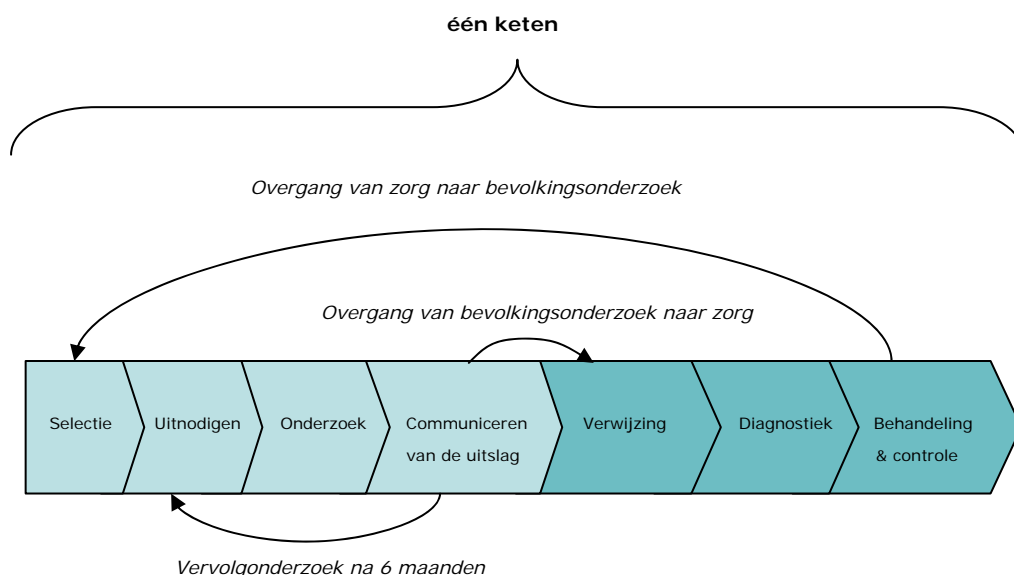 één keten
Overgang van zorg naar bevolkingsonderzoek
Overgang van bevolkingsonderzoek naar zorg
Selectie
Uitnodigen
Onderzoek
Communiceren
van de uitslag
Verwijzing
Diagnostiek
Behandeling
& controle
Vervolgonderzoek na 6 maanden